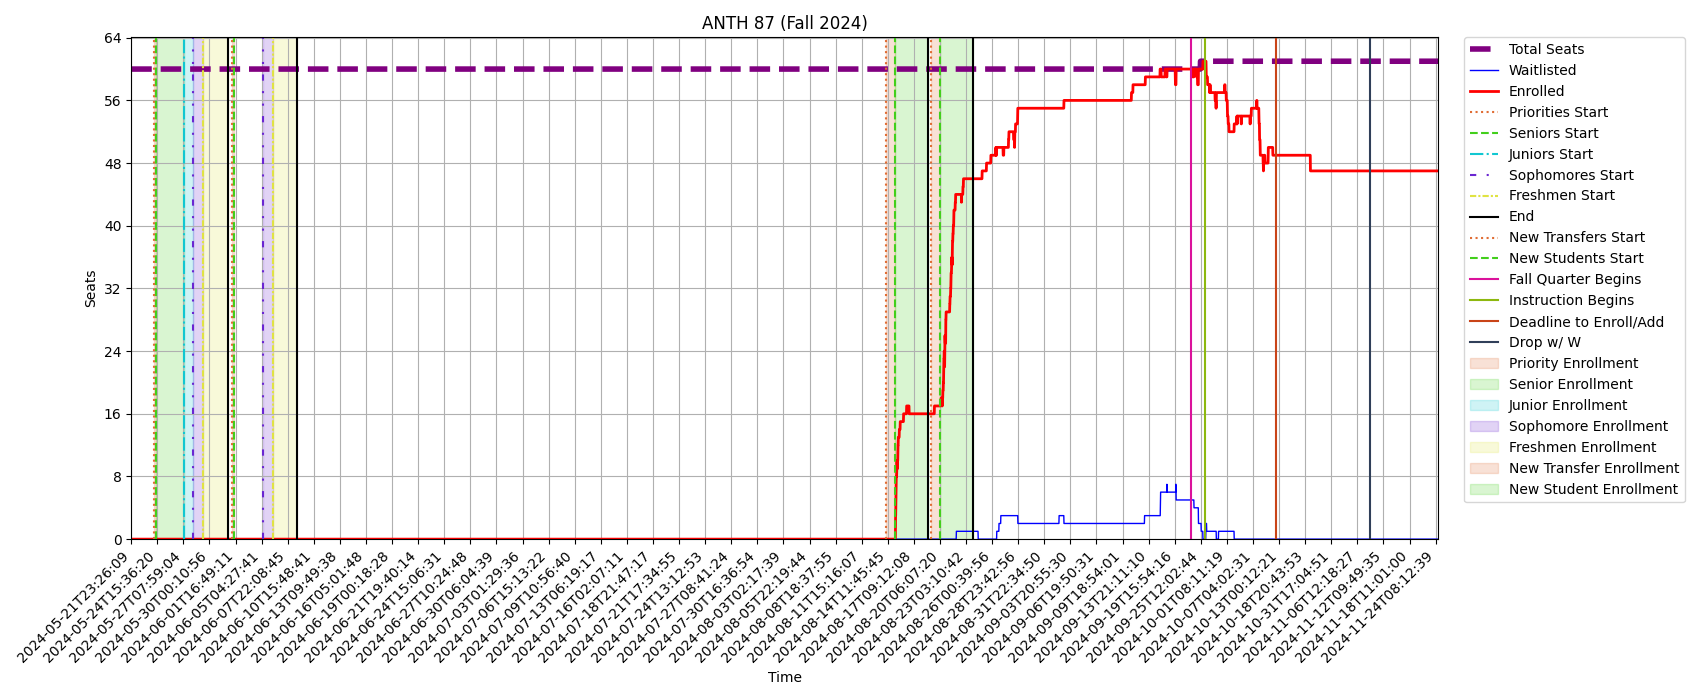 ANTH 87 (Fall 2024)
64
56
48
40
32
24
16
8
0
Seats
2024-05-21T23:26:09
2024-05-24T15:36:20
2024-05-27T07:59:04
2024-05-30T00:10:56
2024-06-01T16:49:11
2024-06-05T04:27:41
2024-06-07T22:08:45
2024-06-10T15:48:41
2024-06-13T09:49:38
2024-06-16T05:01:48
2024-06-19T00:18:28
2024-06-21T19:40:14
2024-06-24T15:06:31
2024-06-27T10:24:48
2024-06-30T06:04:39
2024-07-03T01:29:36
2024-07-06T15:13:22
2024-07-09T10:56:40
2024-07-13T06:19:17
2024-07-16T02:07:11
2024-07-18T21:47:17
2024-07-21T17:34:55
2024-07-24T13:12:53
2024-07-27T08:41:24
2024-07-30T16:36:54
2024-08-03T02:17:39
2024-08-05T22:19:44
2024-08-08T18:37:55
2024-08-11T15:16:07
2024-08-14T11:45:45
2024-08-17T09:12:08
2024-08-20T06:07:20
2024-08-23T03:10:42
2024-08-26T00:39:56
2024-08-28T23:42:56
2024-08-31T22:34:50
2024-09-03T20:55:30
2024-09-06T19:50:31
2024-09-09T18:54:01
2024-09-13T21:11:10
2024-09-19T15:54:16
2024-09-25T12:02:44
2024-10-01T08:11:19
2024-10-07T04:02:31
2024-10-13T00:12:21
2024-10-18T20:43:53
2024-10-31T17:04:51
2024-11-06T12:18:27
2024-11-12T09:49:35
2024-11-18T11:01:00
2024-11-24T08:12:39
Time
Total Seats
Waitlisted
Enrolled
Priorities Start
Seniors Start
Juniors Start
Sophomores Start
Freshmen Start
End
New Transfers Start
New Students Start
Fall Quarter Begins
Instruction Begins
Deadline to Enroll/Add
Drop w/ W
Priority Enrollment
Senior Enrollment
Junior Enrollment
Sophomore Enrollment
Freshmen Enrollment
New Transfer Enrollment
New Student Enrollment